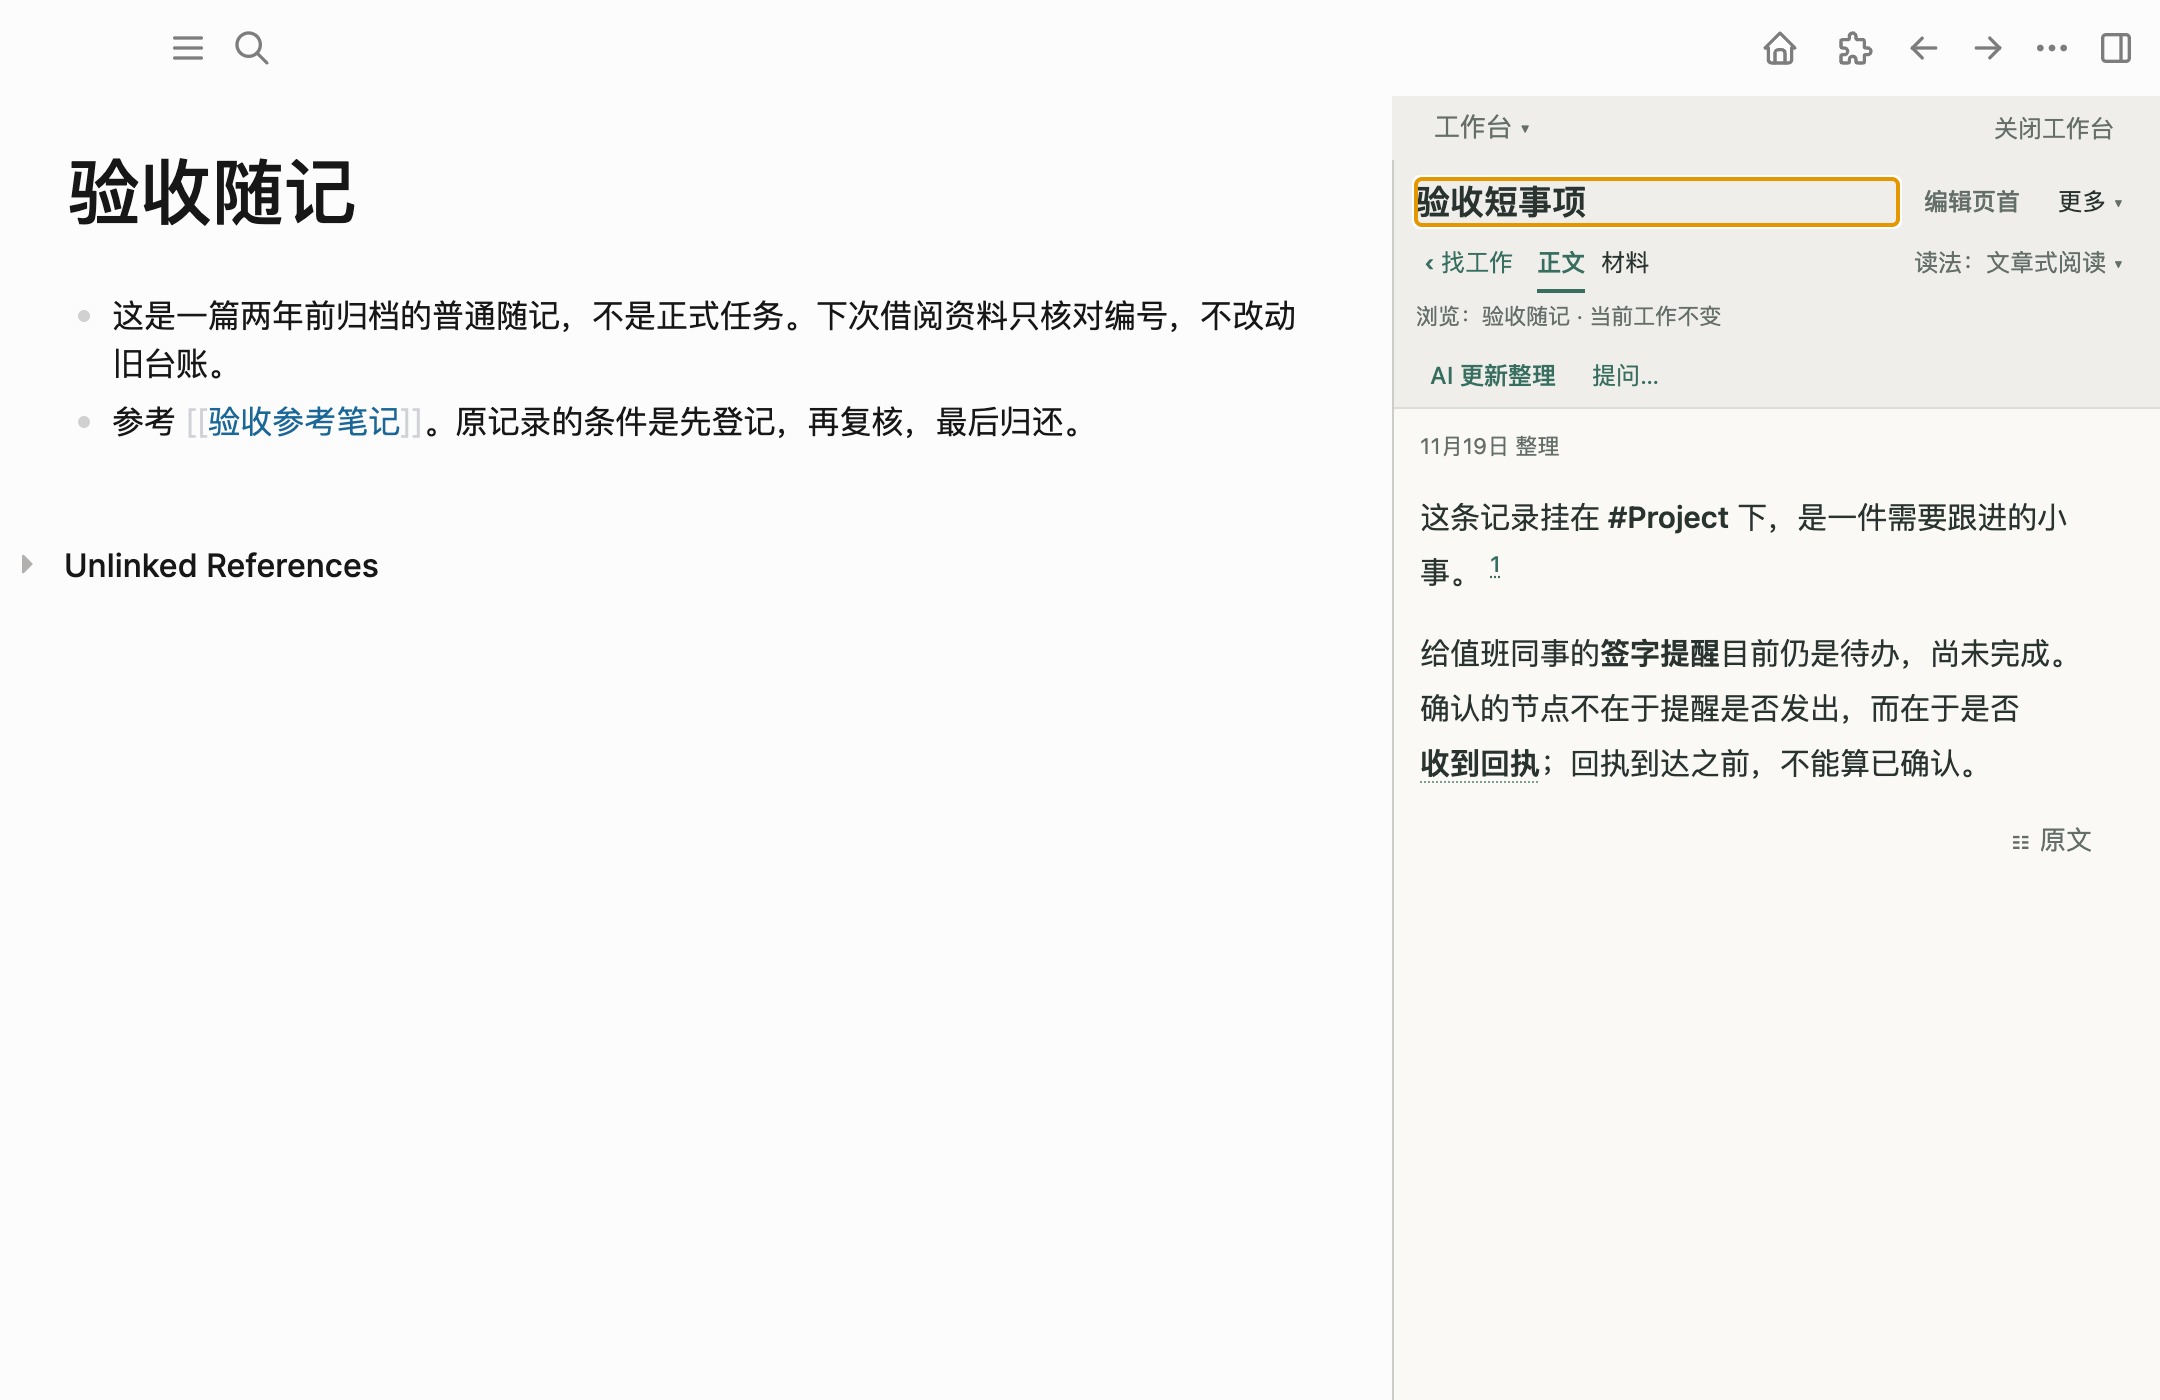 验收随记
这是一篇两年前归档的普通随记，不是正式任务。下次借阅资料只核对编号，不改动
旧台账。
参考 [[验收参考笔记]]。原记录的条件是先登记，再复核，最后归还。
Unlinked References
工作台 ▾
关闭工作台
验收短事项
编辑页首
更多 ▾
‹ 找工作
正文
材料
读法：文章式阅读 ▾
浏览：验收随记 · 当前工作不变
AI 更新整理
提问...
11月19日 整理
这条记录挂在 #Project 下，是一件需要跟进的小
事。 1
给值班同事的签字提醒目前仍是待办，尚未完成。
确认的节点不在于提醒是否发出，而在于是否
收到回执；回执到达之前，不能算已确认。
原文